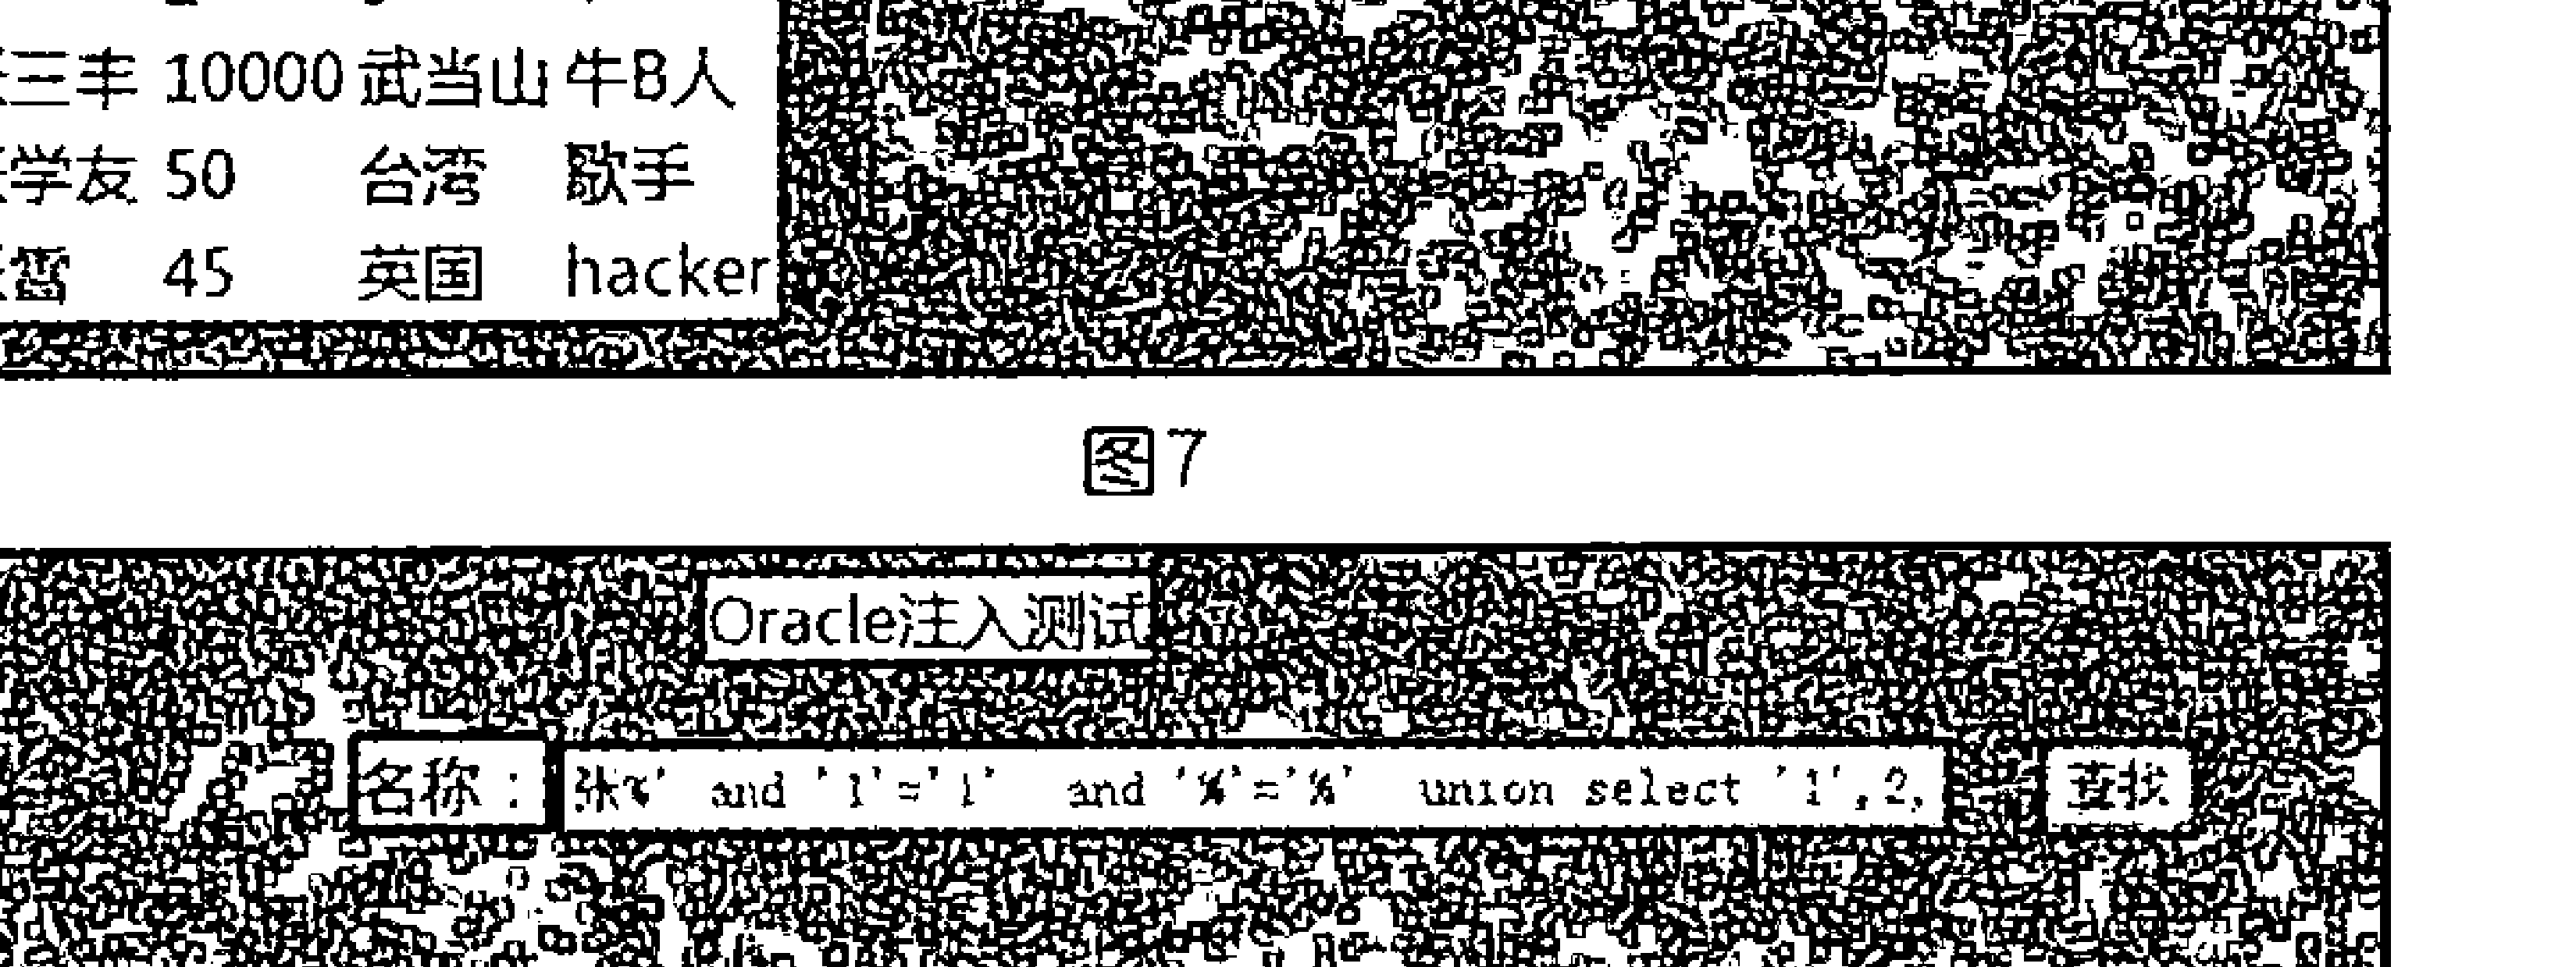 三丰 10000 武当山 牛B人
学友 50 台湾 歌手
45 英国 hacker
图7
Oracle注入测试
名称: 张%' and '1'='1' and '%'='%' union select '1',2, 查找